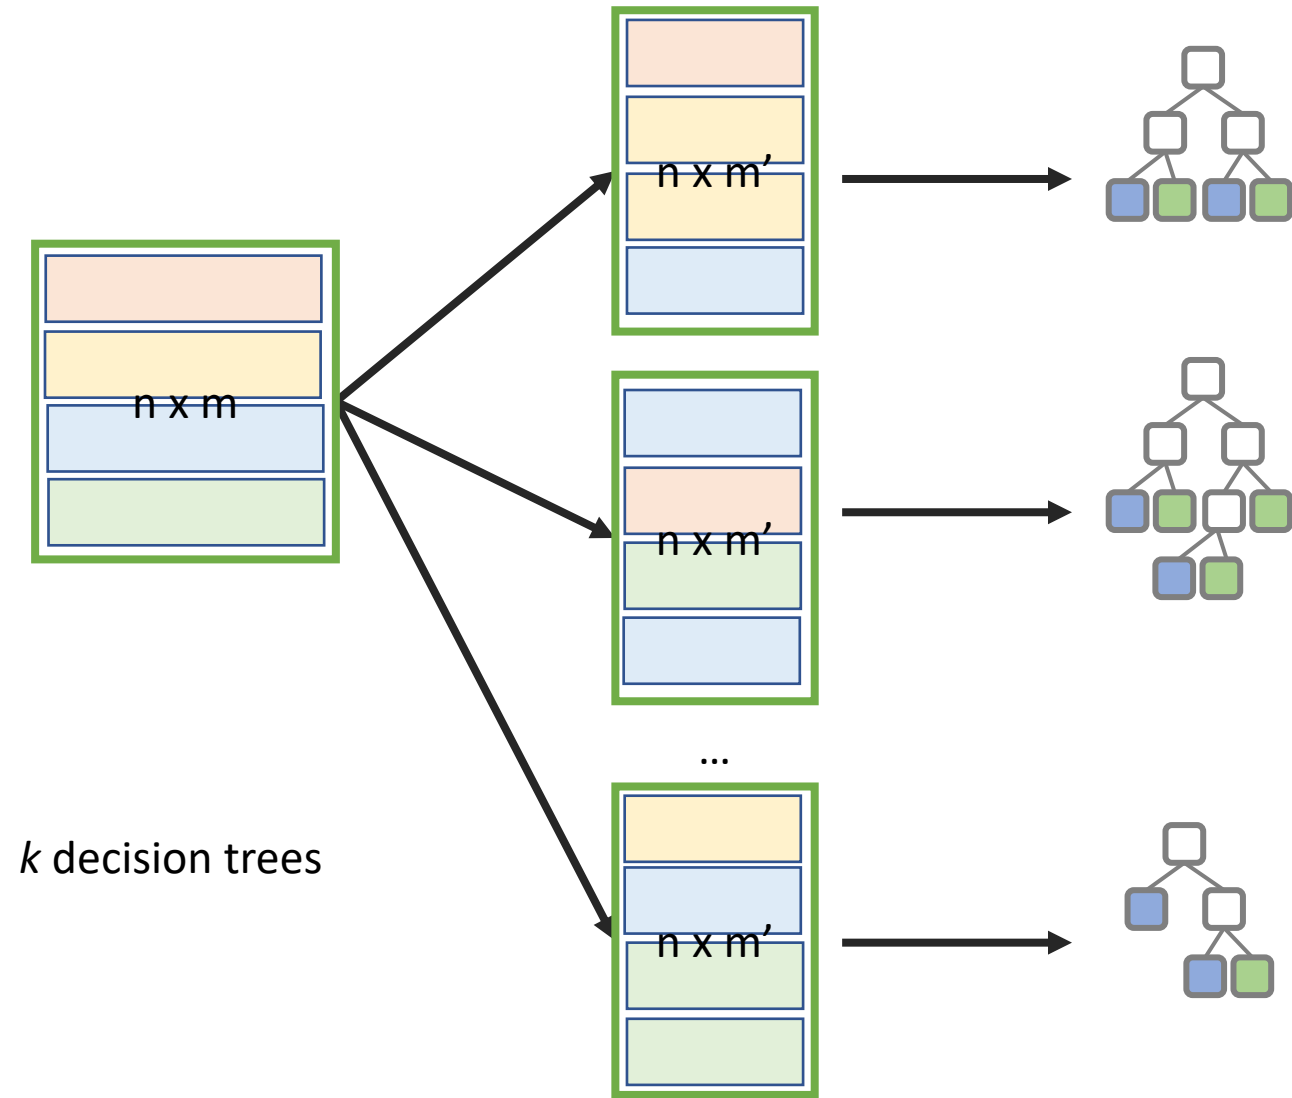 n x m’
n x m
n x m’
…
k decision trees
n x m’